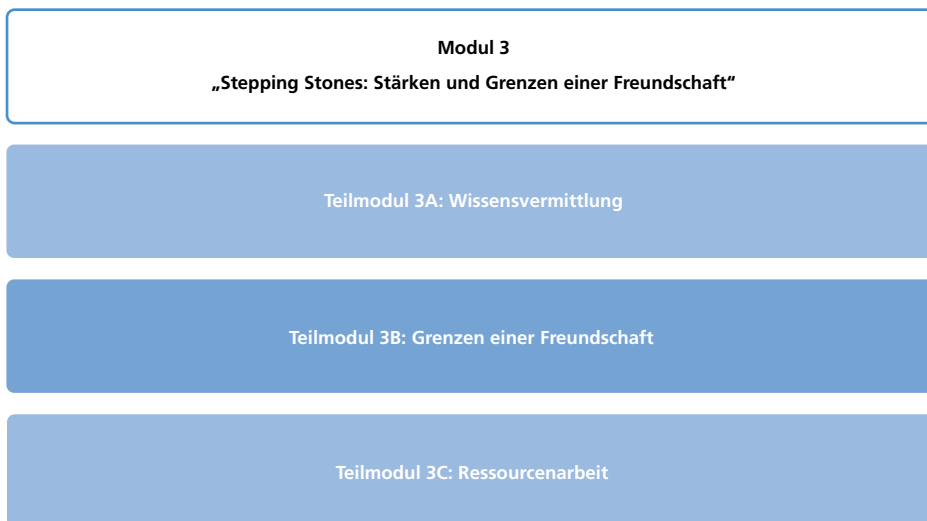 Modul 3
„Stepping Stones: Stärken und Grenzen einer Freundschaft“
Teilmodul 3A: Wissensvermittlung
Teilmodul 3B: Grenzen einer Freundschaft
Teilmodul 3C: Ressourcenarbeit